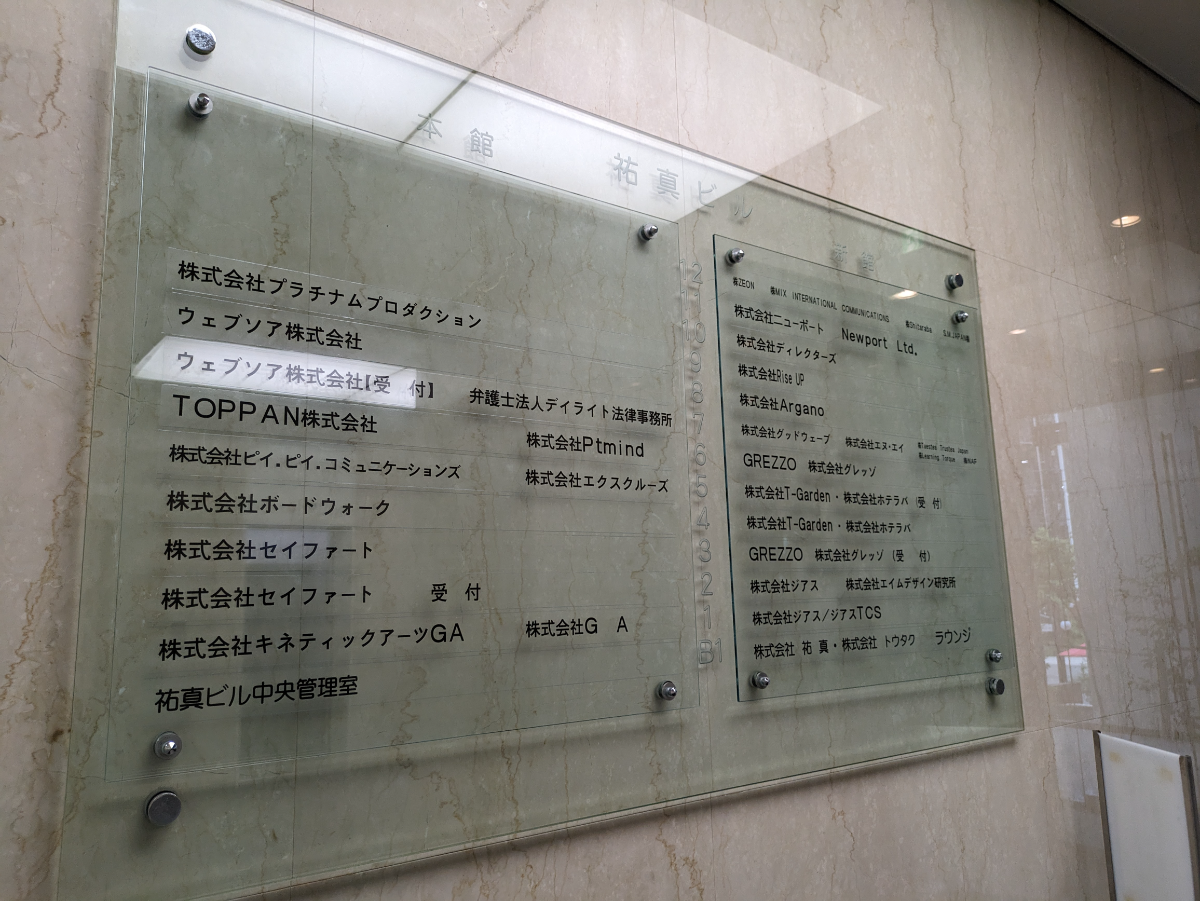 本館 祐真ビル
株式会社プラチナムプロダクション
ウェブソア株式会社
ウェブソア株式会社【受 付】 弁護士法人デイライト法律事務所
TOPPAN株式会社 株式会社Ptmind
株式会社ピイ.ピイ.コミュニケーションズ 株式会社エクスクルーズ
株式会社ボードウォーク
株式会社セイファート
株式会社セイファート 受 付
株式会社キネティックアーツGA 株式会社G A
祐真ビル中央管理室
12
11
10
9
8
7
6
5
4
3
2
1
B1
新館
㈱ZEON ㈱MIX INTERNATIONAL COMMUNICATIONS ㈱Shitaraba S.M.JAPAN㈱
株式会社ニューポート Newport Ltd.
株式会社ディレクターズ
株式会社Rise UP
株式会社Argano
株式会社グッドウェーブ 株式会社エヌ・エイ
GREZZO 株式会社グレッゾ
株式会社T-Garden・株式会社ホテラバ (受 付)
株式会社T-Garden・株式会社ホテラバ
GREZZO 株式会社グレッゾ (受 付)
株式会社ジアス 株式会社エイムデザイン研究所
株式会社ジアス/ジアスTCS
株式会社 祐 真・株式会社 トウタク ラウンジ